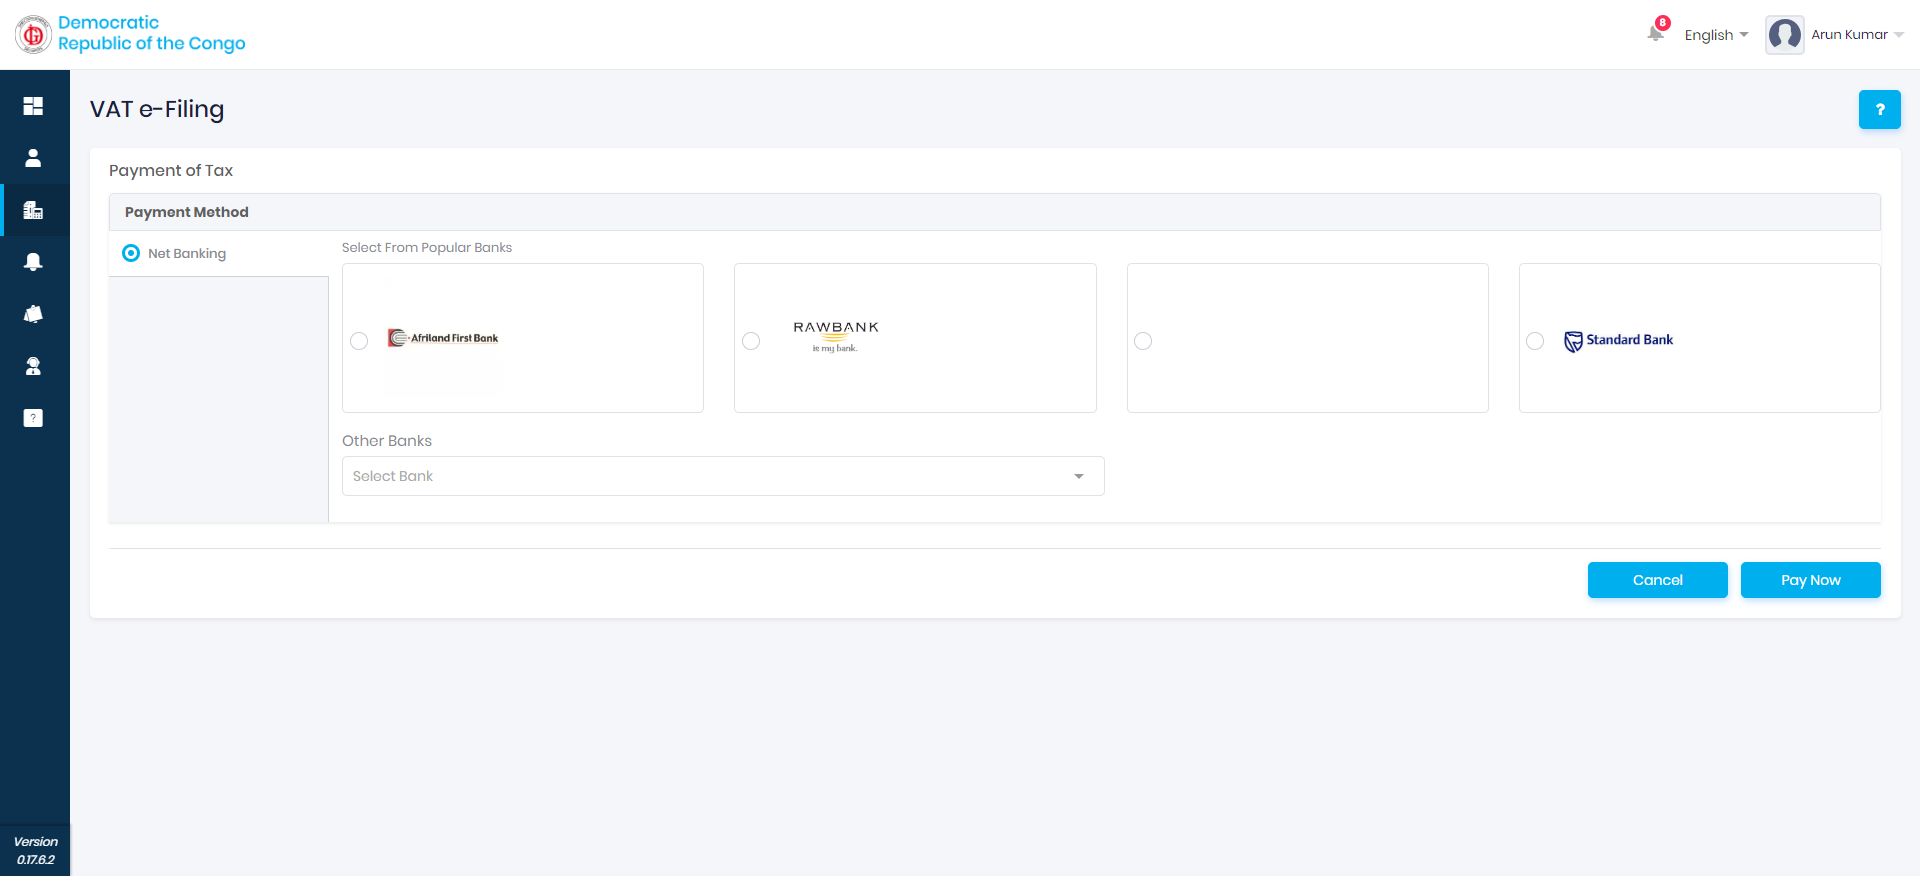 Democratic
Republic of the Congo
8
English
Arun Kumar
VAT e-Filing
?
Payment of Tax
Payment Method
Net Banking
Select From Popular Banks
Afriland First Bank
RAWBANK
is my bank.
Standard Bank
Other Banks
Select Bank
Cancel
Pay Now
?
Version
0.17.6.2